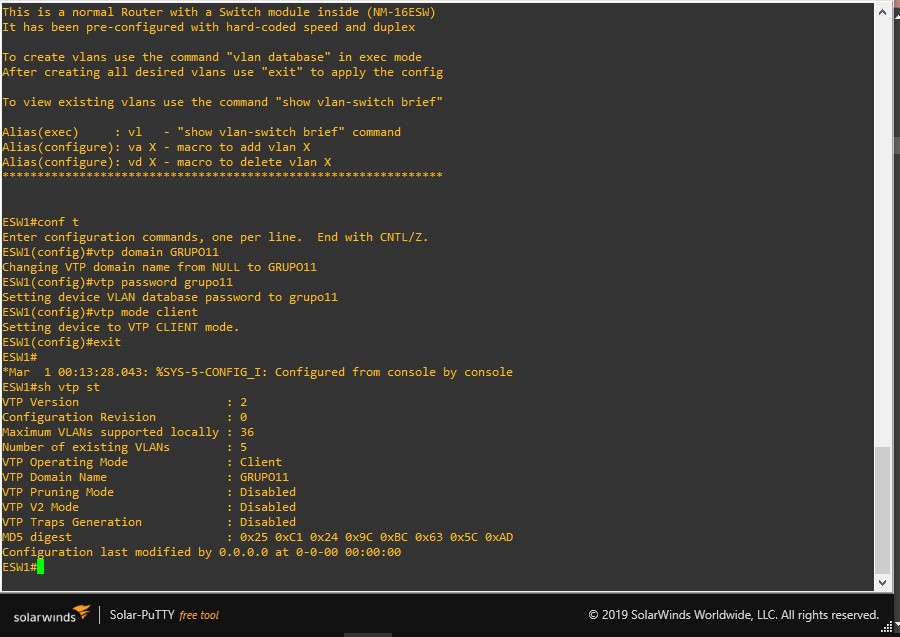 This is a normal Router with a Switch module inside (NM-16ESW)
It has been pre-configured with hard-coded speed and duplex
To create vlans use the command "vlan database" in exec mode
After creating all desired vlans use "exit" to apply the config
To view existing vlans use the command "show vlan-switch brief"
Alias(exec)     : vl   - "show vlan-switch brief" command
Alias(configure): va X - macro to add vlan X
Alias(configure): vd X - macro to delete vlan X
***************************************************************
ESW1#conf t
Enter configuration commands, one per line.  End with CNTL/Z.
ESW1(config)#vtp domain GRUPO11
Changing VTP domain name from NULL to GRUPO11
ESW1(config)#vtp password grupo11
Setting device VLAN database password to grupo11
ESW1(config)#vtp mode client
Setting device to VTP CLIENT mode.
ESW1(config)#exit
ESW1#
*Mar  1 00:13:28.043: %SYS-5-CONFIG_I: Configured from console by console
ESW1#sh vtp st
VTP Version                     : 2
Configuration Revision          : 0
Maximum VLANs supported locally : 36
Number of existing VLANs        : 5
VTP Operating Mode              : Client
VTP Domain Name                 : GRUPO11
VTP Pruning Mode                : Disabled
VTP V2 Mode                     : Disabled
VTP Traps Generation            : Disabled
MD5 digest                      : 0x25 0xC1 0x24 0x9C 0xBC 0x63 0x5C 0xAD
Configuration last modified by 0.0.0.0 at 0-0-00 00:00:00
ESW1#
solarwinds | Solar-PuTTY free tool © 2019 SolarWinds Worldwide, LLC. All rights reserved.